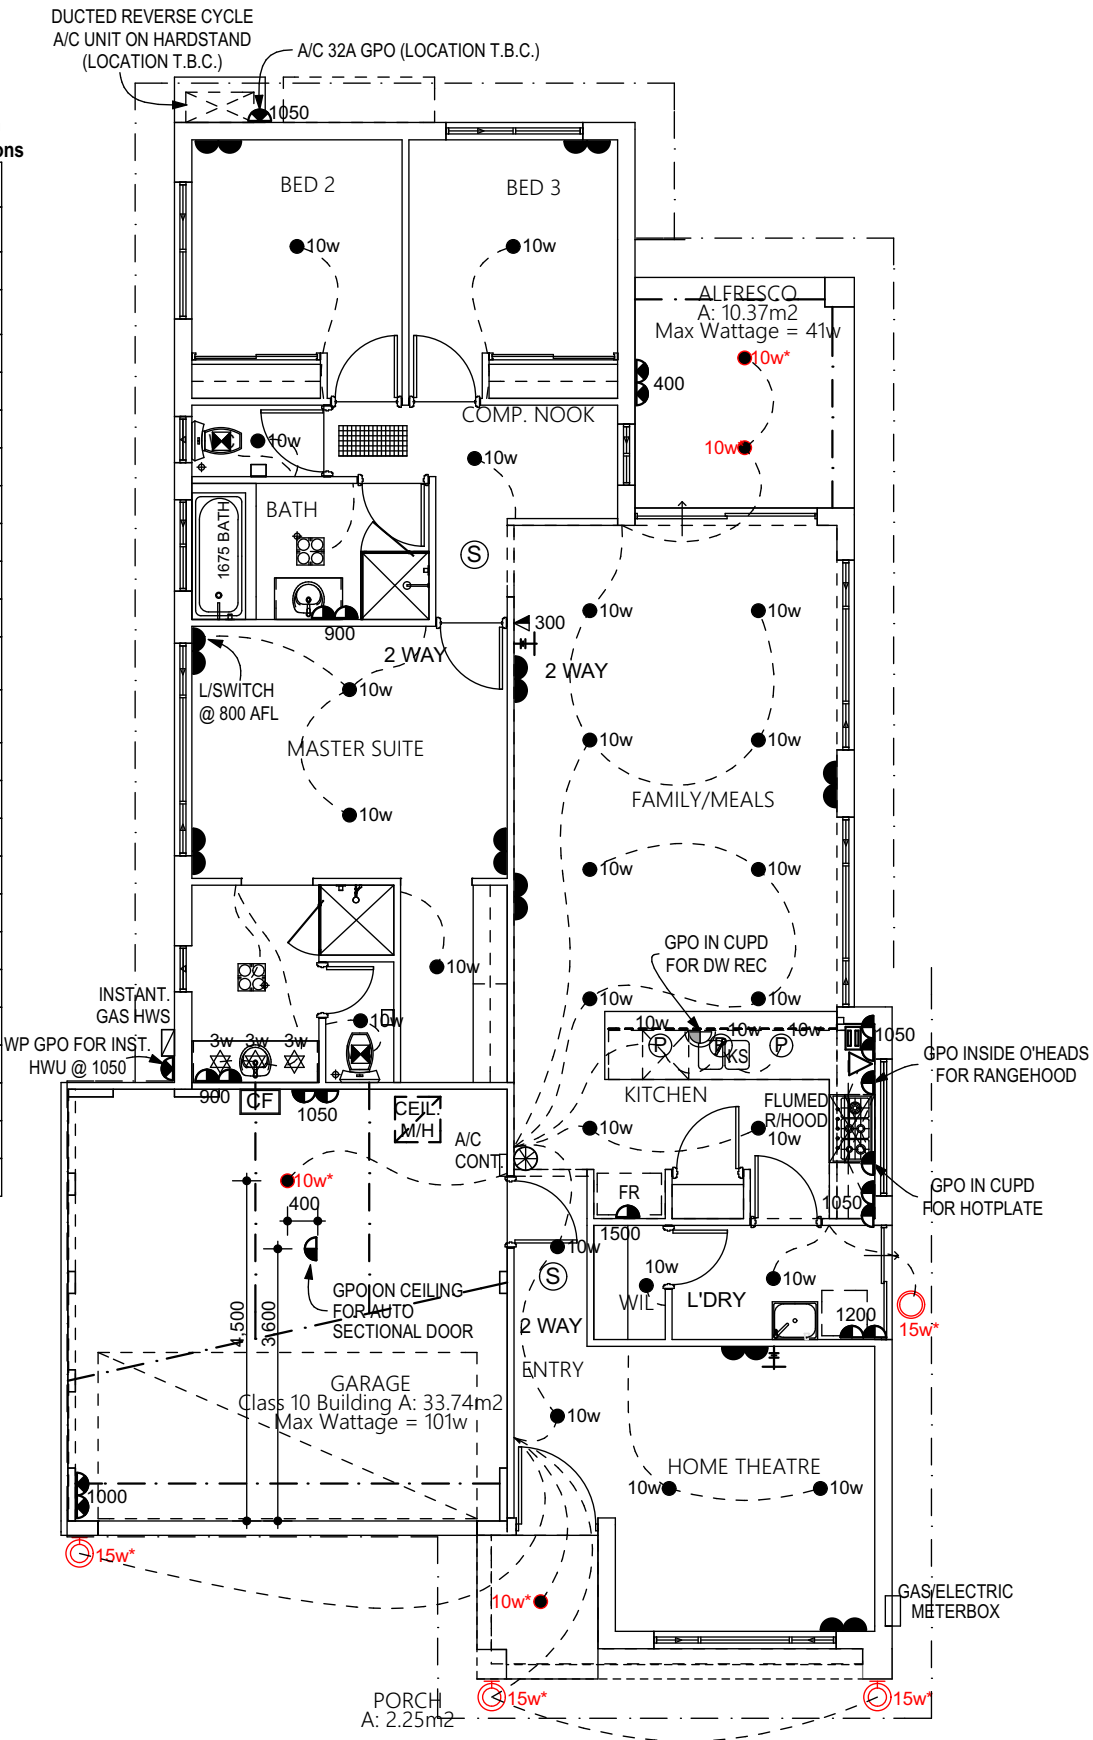 DUCTED REVERSE CYCLE
A/C UNIT ON HARDSTAND
(LOCATION T.B.C.)
A/C 32A GPO (LOCATION T.B.C.)
1050
ons
BED 2
BED 3
10w
10w
ALFRESCO
A: 10.37m2
Max Wattage = 41w
10w*
400
10w*
COMP. NOOK
10w
10w
BATH
1675 BATH
S
900
2 WAY
300
2 WAY
10w
10w
L/SWITCH
@ 800 AFL
10w
MASTER SUITE
10w
10w
10w
FAMILY/MEALS
10w
10w
GPO IN CUPD
FOR DW REC
10w
INSTANT.
GAS HWS
10w
10w
WP GPO FOR INST.
HWU @ 1050
10w
3w 3w 3w
10w
10w
10w
P
P
P
KS
1050
GPO INSIDE O'HEADS
FOR RANGEHOOD
900
CF
1050
CEIL.
M/H
KITCHEN
FLUMED
R/HOOD
A/C
CONT.
10w
10w
10w*
400
FR
1500
1050
GPO IN CUPD
FOR HOTPLATE
10w
S
10w
WIL
L'DRY
10w
1200
15w*
GPO ON CEILING
FOR AUTO
SECTIONAL DOOR
4,500
3,600
2 WAY
ENTRY
GARAGE
Class 10 Building A: 33.74m2
Max Wattage = 101w
10w
HOME THEATRE
10w
10w
1000
15w*
10w*
GAS/ELECTRIC
METERBOX
PORCH
A: 2.25m2
15w*
15w*